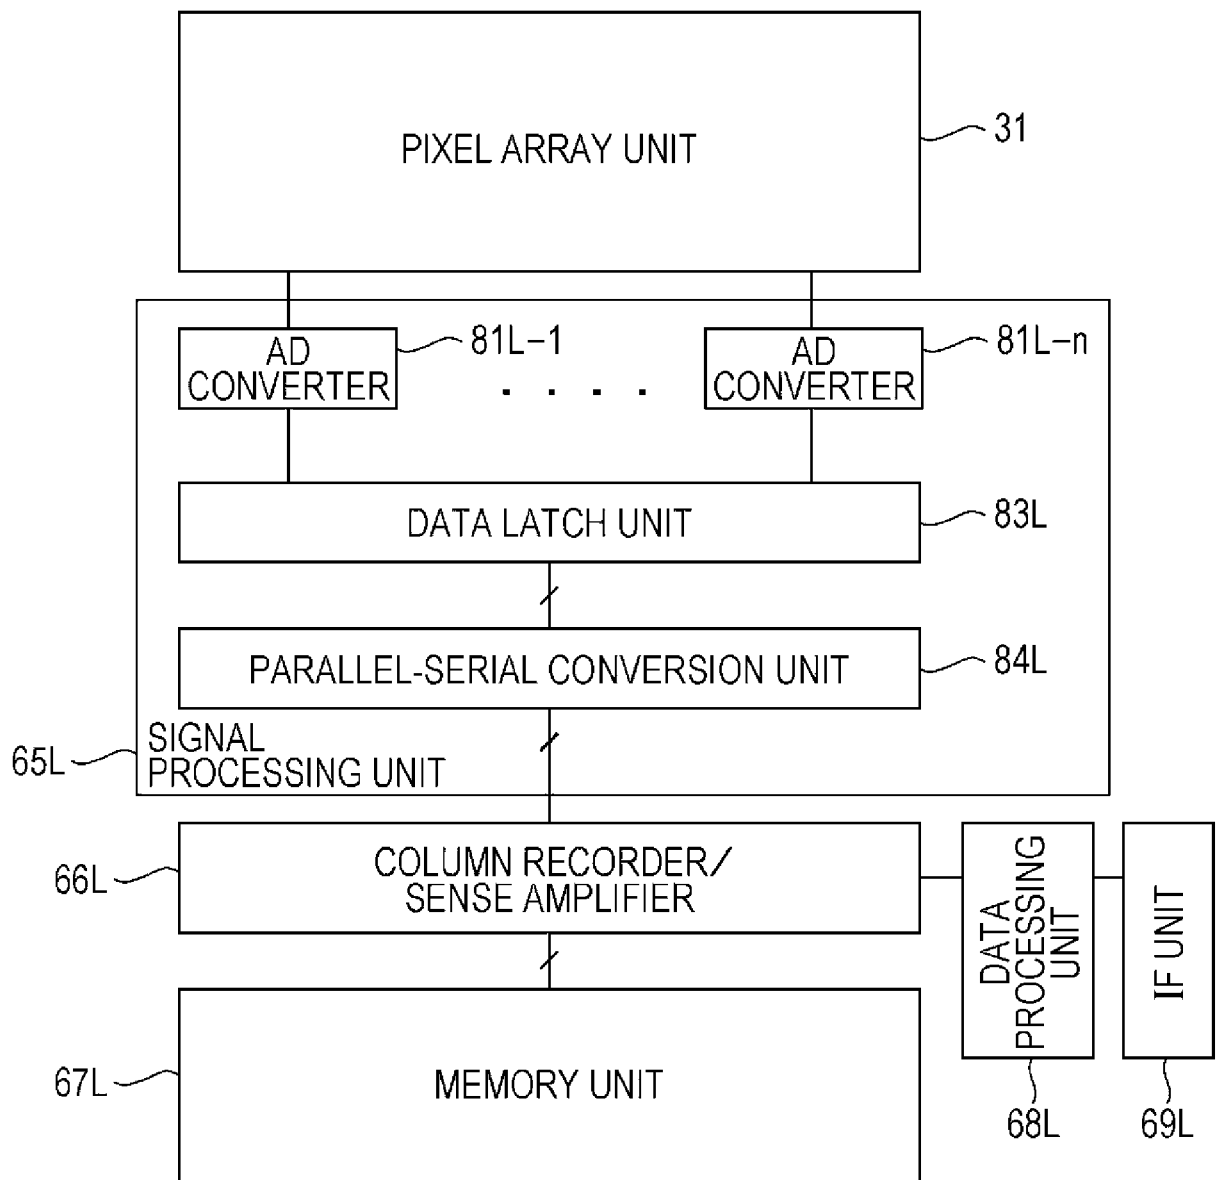 PIXEL ARRAY UNIT
31
AD
CONVERTER
81L-1
. . . .
AD
CONVERTER
81L-n
DATA LATCH UNIT
83L
PARALLEL-SERIAL CONVERSION UNIT
84L
SIGNAL
PROCESSING UNIT
65L
COLUMN RECORDER/
SENSE AMPLIFIER
66L
DATA
PROCESSING
UNIT
68L
IF UNIT
69L
MEMORY UNIT
67L